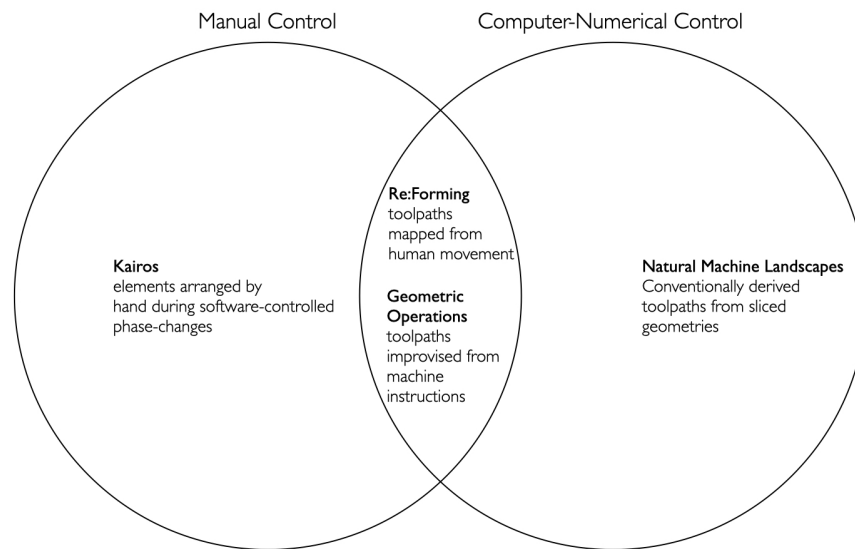 Manual Control
Computer-Numerical Control
Kairos
elements arranged by
hand during software-controlled
phase-changes
Re:Forming
toolpaths
mapped from
human movement
Geometric
Operations
toolpaths
improvised from
machine
instructions
Natural Machine Landscapes
Conventionally derived
toolpaths from sliced
geometries